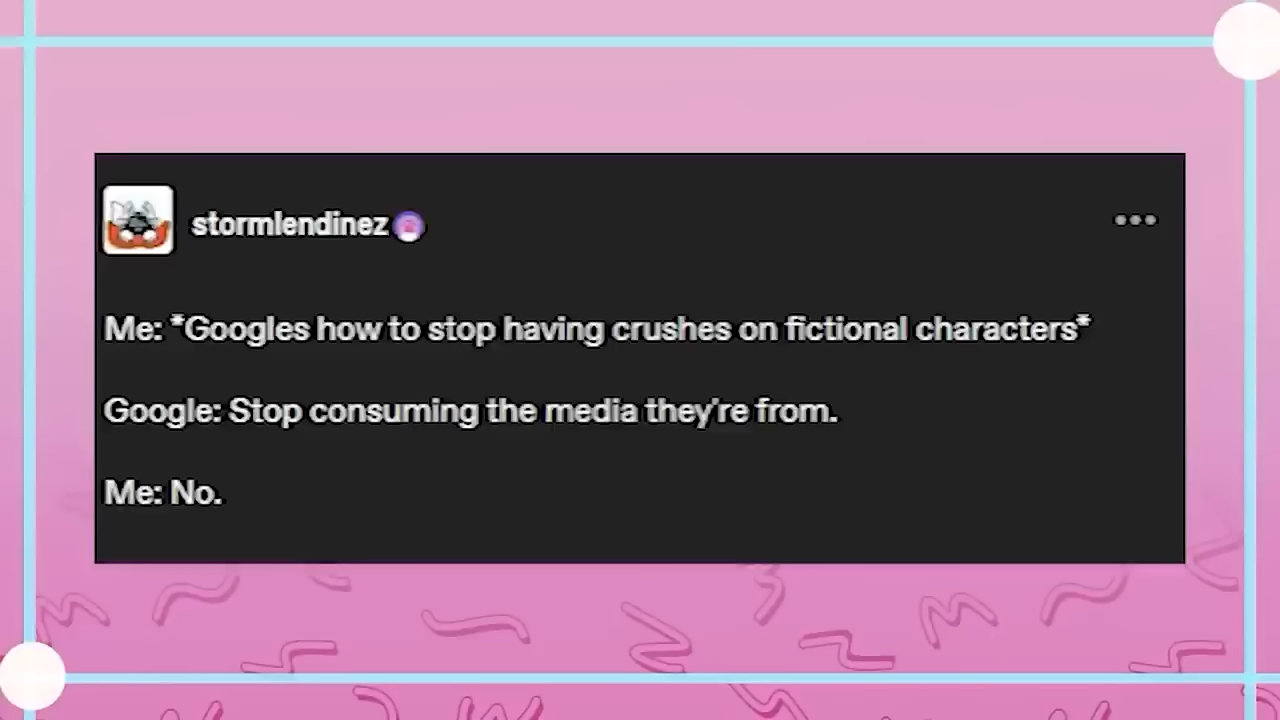 stormlendinez
Me: *Googles how to stop having crushes on fictional characters*
Google: Stop consuming the media they're from.
Me: No.